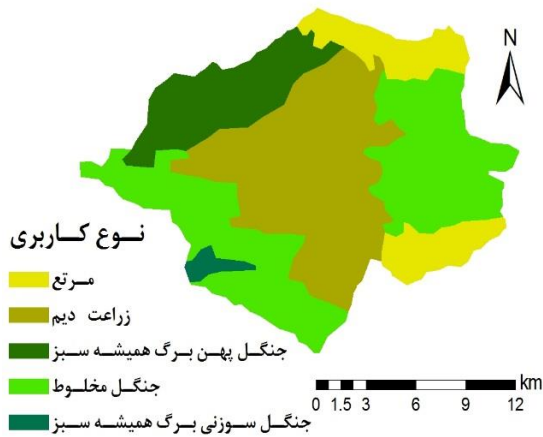 N
نوع کاربری
مرتع
زراعت دیم
جنگل پهن برگ همیشه سبز
جنگل مخلوط
جنگل سوزنی برگ همیشه سبز
km
0 1.5 3 6 9 12